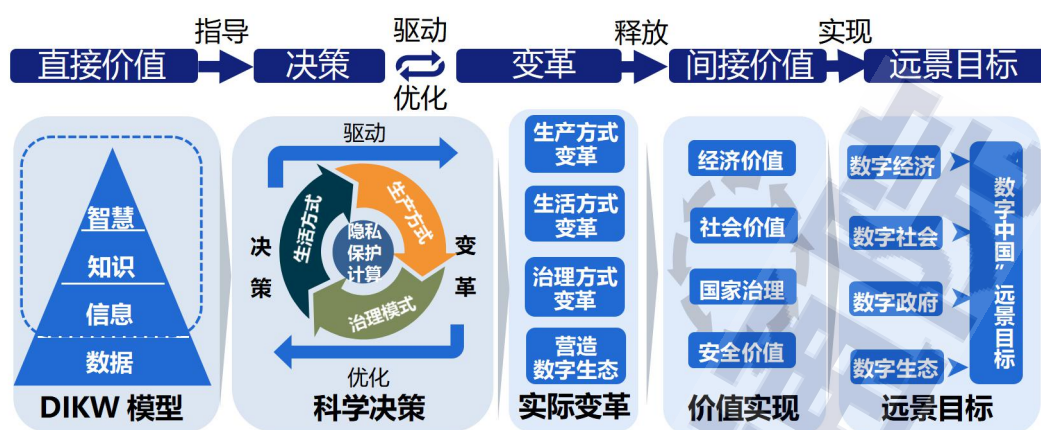 指导
驱动
释放
实现
直接价值
决策
变革
间接价值
远景目标
优化
智慧
知识
信息
数据
DIKW 模型
驱动
生活方式
生产方式
治理模式
隐私
保护
计算
决
策
变
革
优化
科学决策
生产方式
变革
生活方式
变革
治理方式
变革
营造
数字生态
实际变革
经济价值
社会价值
国家治理
安全价值
价值实现
数字经济
数字社会
数字政府
数字生态
数字中国”远景目标
远景目标